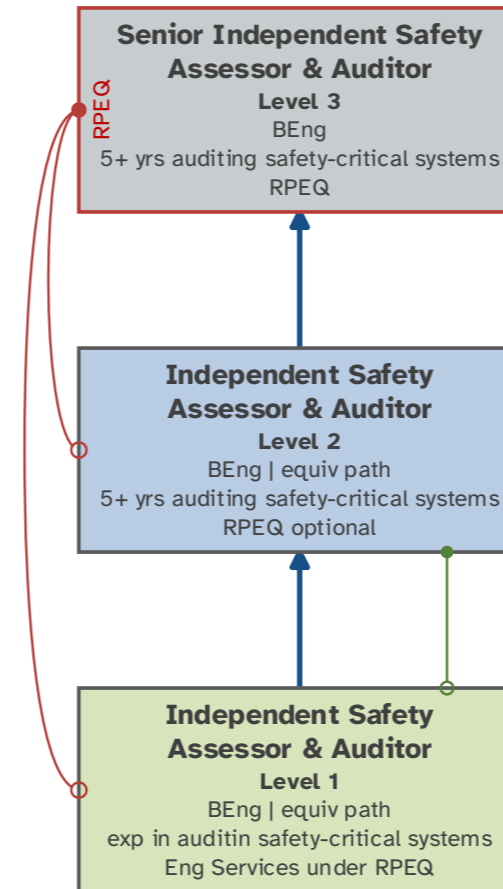 Senior Independent Safety
Assessor & Auditor
Level 3
BEng
5+ yrs auditing safety-critical systems
RPEQ
RPEQ
Independent Safety
Assessor & Auditor
Level 2
BEng | equiv path
5+ yrs auditing safety-critical systems
RPEQ optional
Independent Safety
Assessor & Auditor
Level 1
BEng | equiv path
exp in auditin safety-critical systems
Eng Services under RPEQ